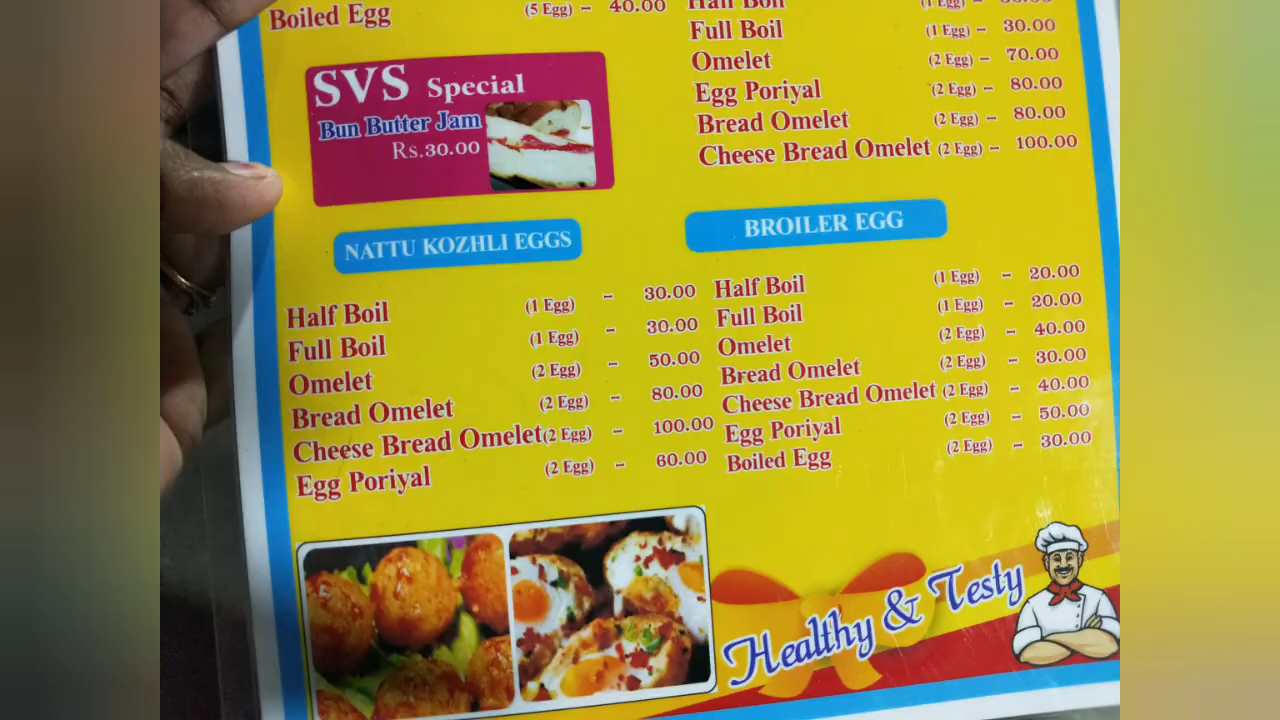 Boiled Egg (5 Egg) – 40.00
SVS Special
Bun Butter Jam
Rs.30.00
Half Boil (1 Egg) –
Full Boil (1 Egg) – 30.00
Omelet (2 Egg) – 70.00
Egg Poriyal (2 Egg) – 80.00
Bread Omelet (2 Egg) – 80.00
Cheese Bread Omelet (2 Egg) – 100.00
NATTU KOZHLI EGGS
Half Boil (1 Egg) – 30.00
Full Boil (1 Egg) – 30.00
Omelet (2 Egg) – 50.00
Bread Omelet (2 Egg) – 80.00
Cheese Bread Omelet(2 Egg) – 100.00
Egg Poriyal (2 Egg) – 60.00
BROILER EGG
Half Boil (1 Egg) – 20.00
Full Boil (1 Egg) – 20.00
Omelet (2 Egg) – 40.00
Bread Omelet (2 Egg) – 30.00
Cheese Bread Omelet (2 Egg) – 40.00
Egg Poriyal (2 Egg) – 50.00
Boiled Egg (2 Egg) – 30.00
Healthy & Testy